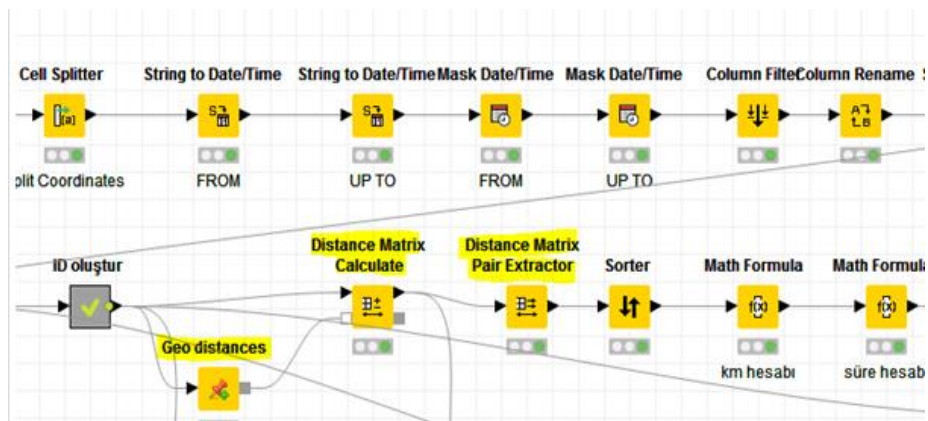 Cell Splitter
String to Date/Time
String to Date/Time
Mask Date/Time
Mask Date/Time
Column Filter
Column Rename
S
[a]
S
S
A
B
plit Coordinates
FROM
UP TO
FROM
UP TO
Distance Matrix
Calculate
Distance Matrix
Pair Extractor
ID oluştur
Sorter
Math Formula
Math Formula
f(x)
f(x)
Geo distances
km hesabı
süre hesab